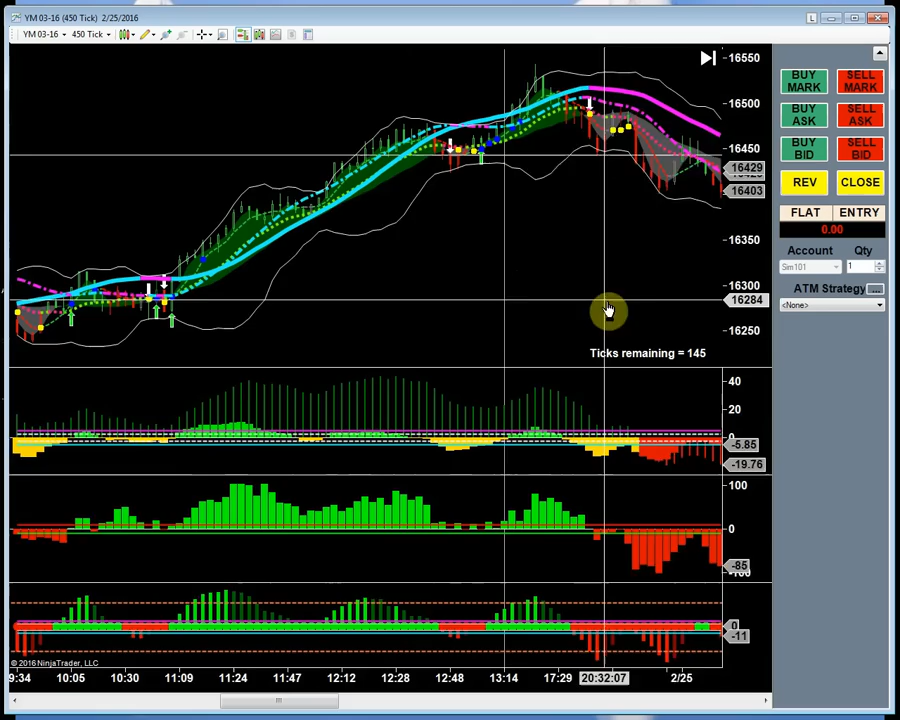 YM 03-16 (450 Tick) 2/25/2016
L
YM 03-16
450 Tick
16550
16500
16450
16429
16403
16350
16300
16284
16250
Ticks remaining = 145
40
20
0
-5.85
-19.76
100
0
-85
-100
0
-11
© 2016 NinjaTrader, LLC
9:34 10:05 11:30 11:09 11:24 11:47 12:12 12:28 12:48 13:14 17:29 20:32:07 2/25
BUY MARK
SELL MARK
BUY ASK
SELL ASK
BUY BID
SELL BID
REV
CLOSE
FLAT
ENTRY
0.00
Account
Qty
Sim101
1
ATM Strategy
...
<None>